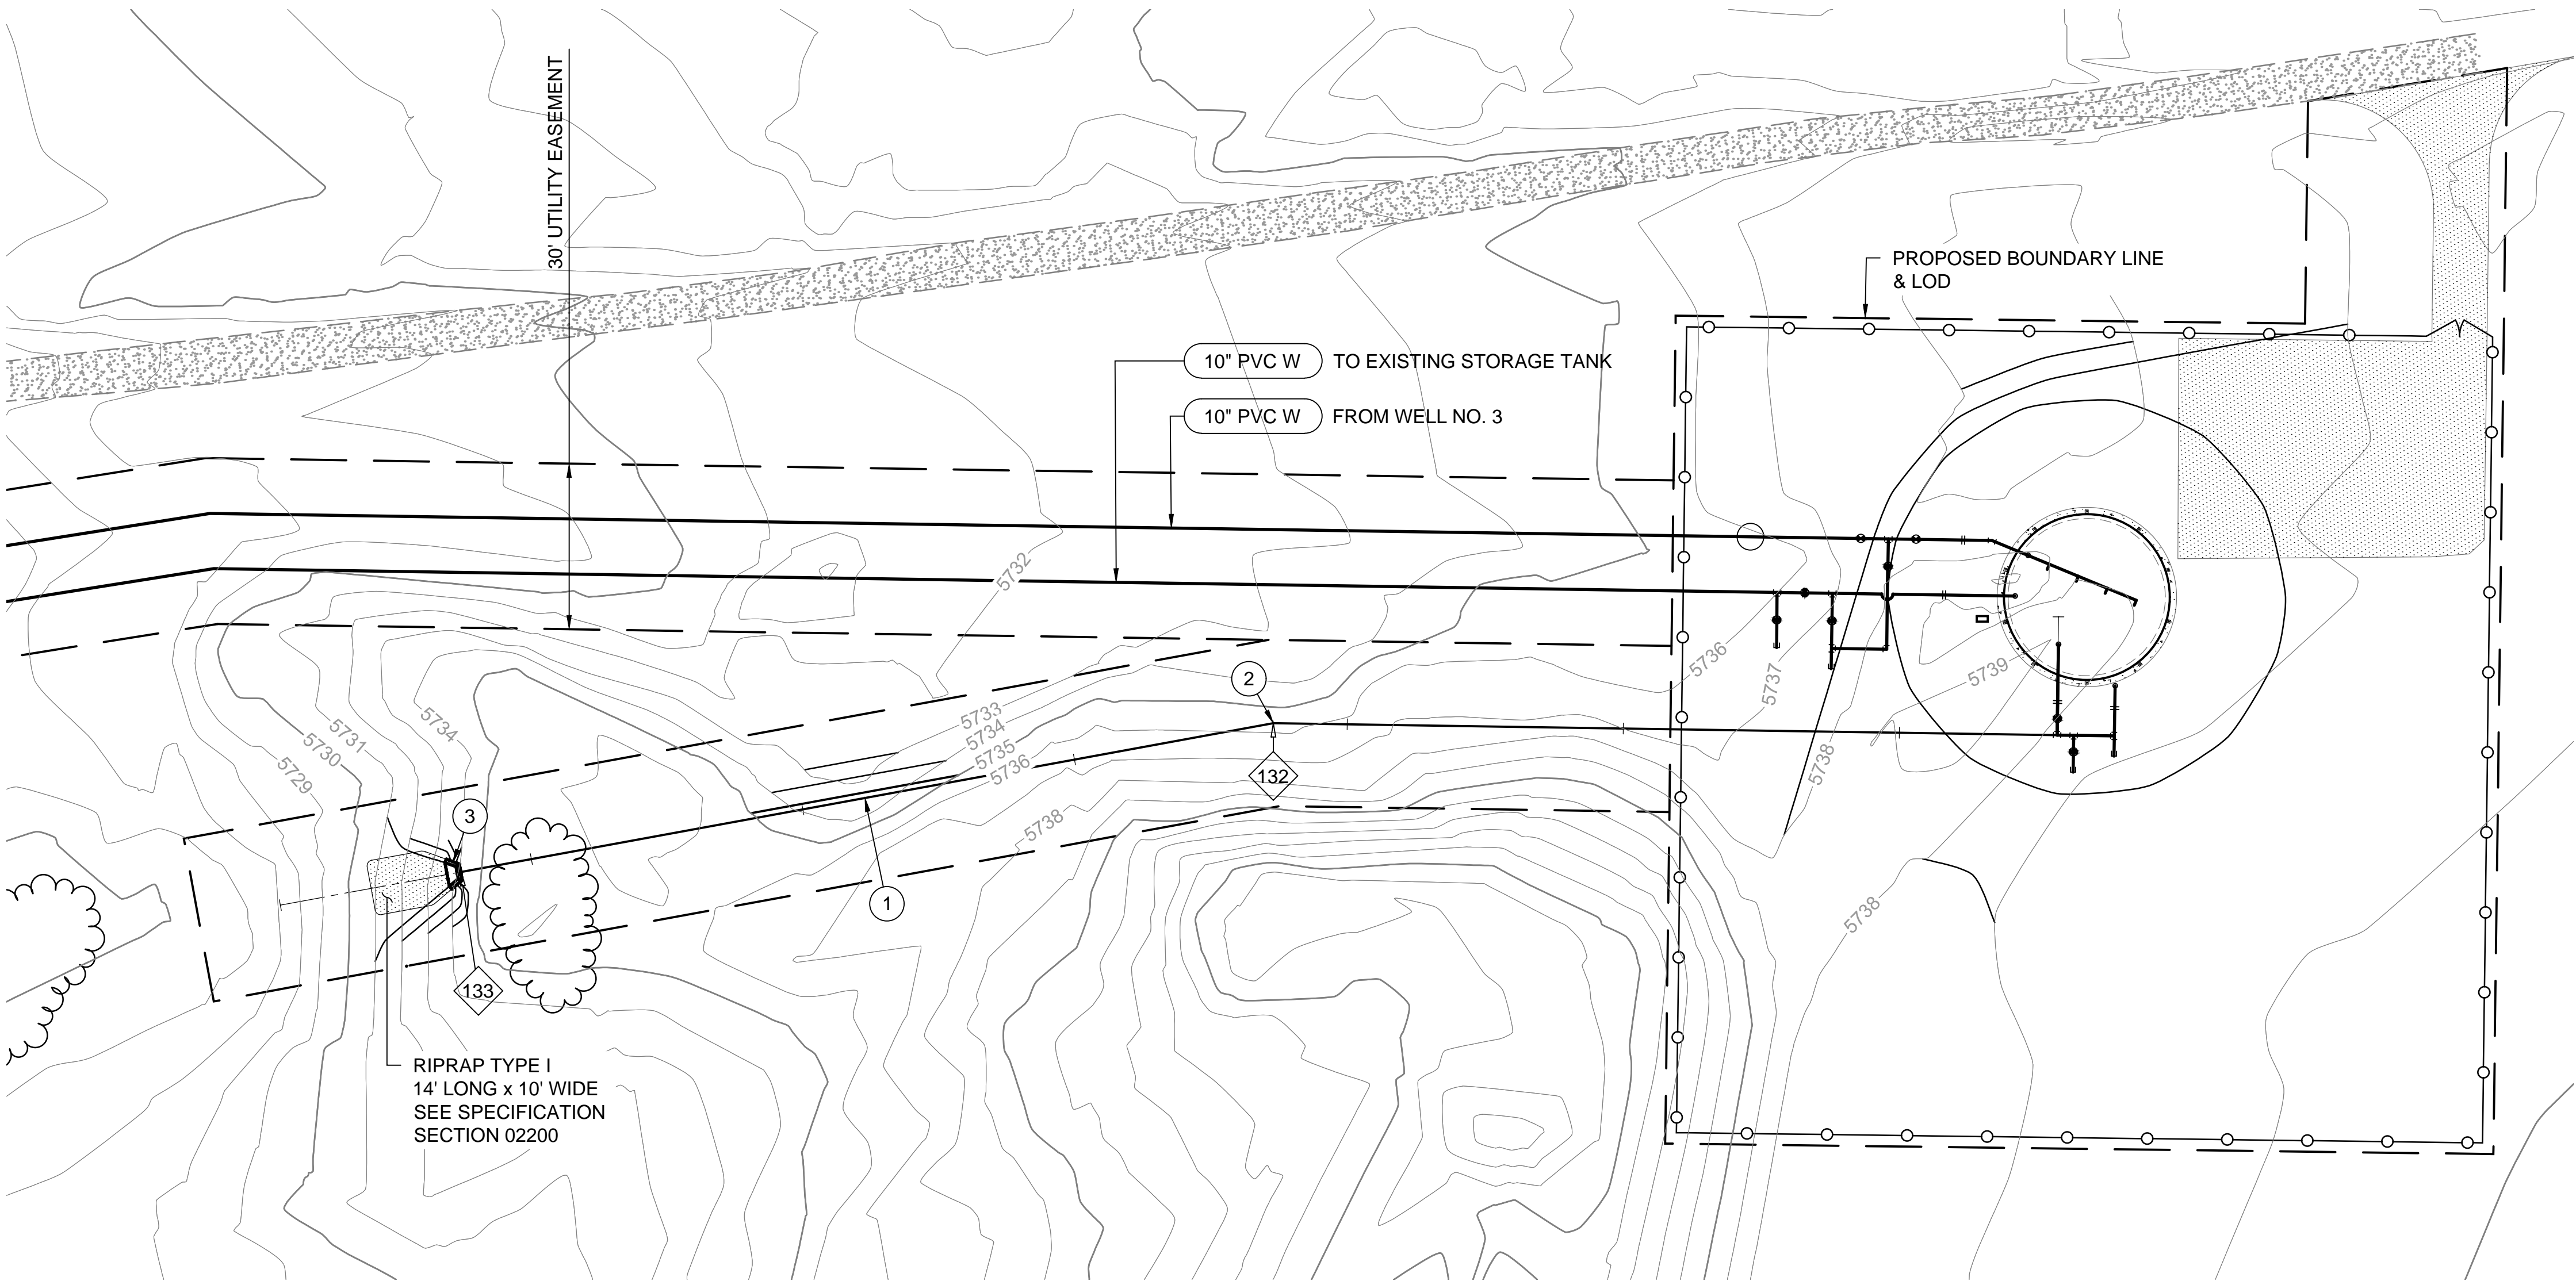 30' UTILITY EASEMENT
PROPOSED BOUNDARY LINE
& LOD
10" PVC W TO EXISTING STORAGE TANK
10" PVC W FROM WELL NO. 3
5732
5736
5737
5739
5738
5738
5738
2
132
5733
5734
5735
5736
5734
5731
5730
5729
3
1
133
RIPRAP TYPE I
14' LONG x 10' WIDE
SEE SPECIFICATION
SECTION 02200